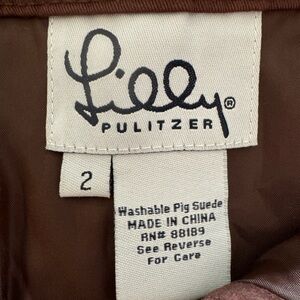 Lilly®
PULITZER
2
Washable Pig Suede
MADE IN CHINA
RN# 88189
See Reverse
For Care